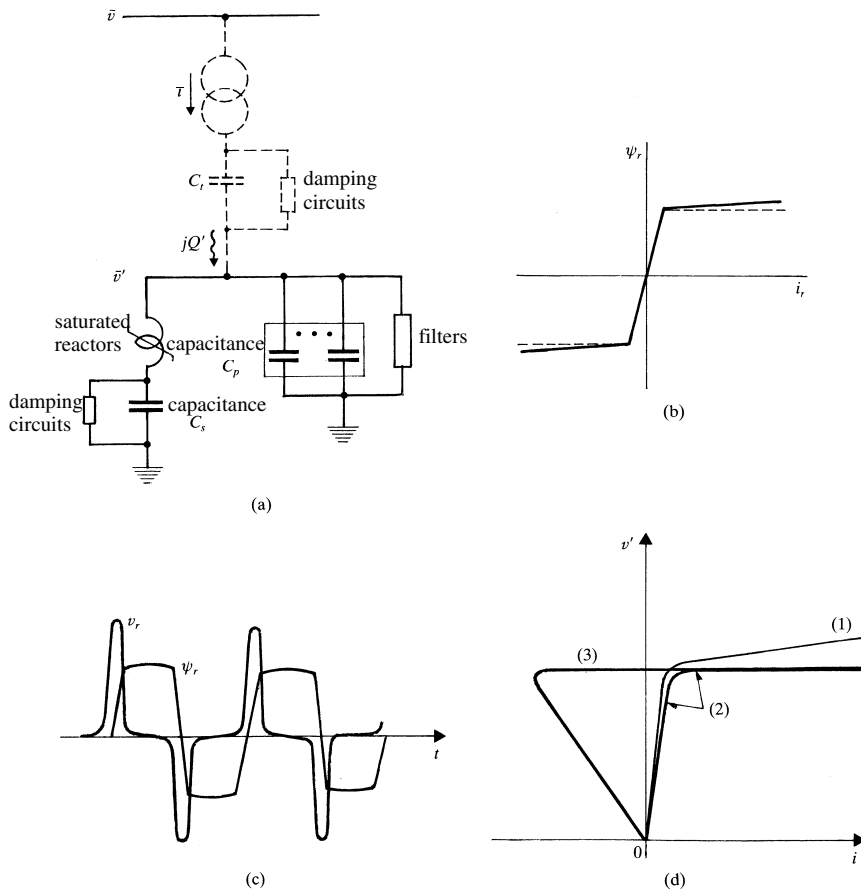 v̄
ῑ
C_t
damping
circuits
jQ′
v̄′
saturated
reactors
capacitance
C_p
filters
damping
circuits
capacitance
C_s
(a)
ψ_r
i_r
(b)
v_r
ψ_r
t
(c)
v′
(1)
(3)
(2)
0
i
(d)